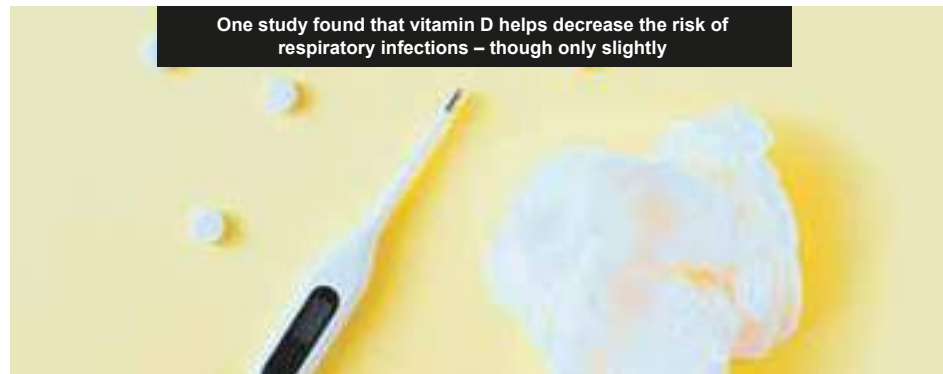 One study found that vitamin D helps decrease the risk of
respiratory infections – though only slightly